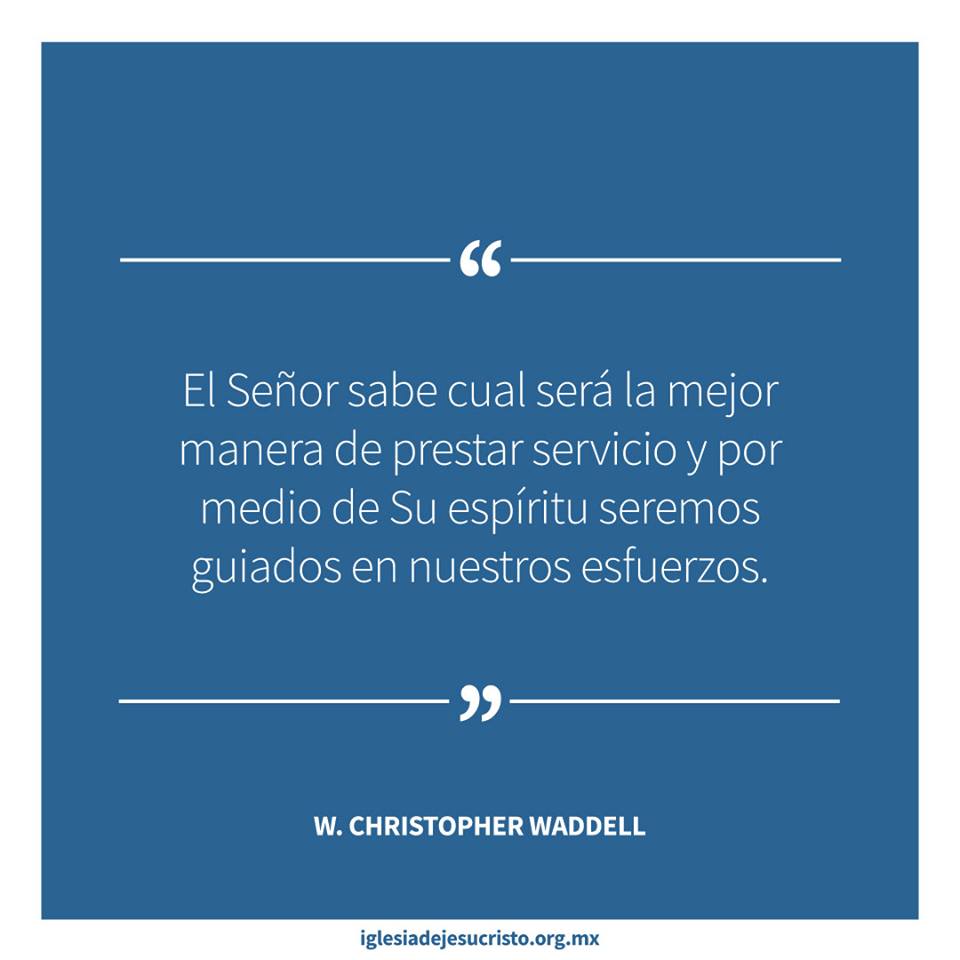 “
El Señor sabe cual será la mejor
manera de prestar servicio y por
medio de Su espíritu seremos
guiados en nuestros esfuerzos.
”
W. CHRISTOPHER WADDELL
iglesiadejesucristo.org.mx